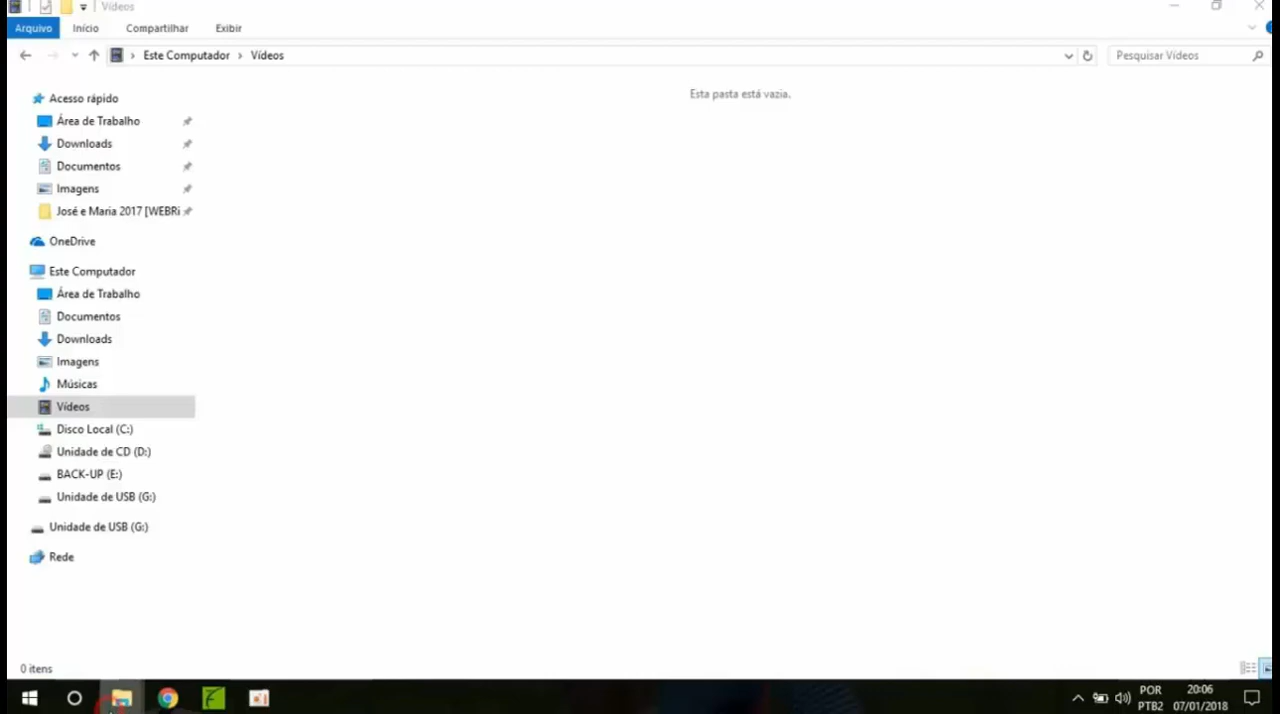 Vídeos
Arquivo Início Compartilhar Exibir
Este Computador › Vídeos
Pesquisar Vídeos
Esta pasta está vazia.
Acesso rápido
Área de Trabalho
Downloads
Documentos
Imagens
José e Maria 2017 [WEBRi
OneDrive
Este Computador
Área de Trabalho
Documentos
Downloads
Imagens
Músicas
Vídeos
Disco Local (C:)
Unidade de CD (D:)
BACK-UP (E:)
Unidade de USB (G:)
Unidade de USB (G:)
Rede
0 itens
POR 20:06
PTB2 07/01/2018